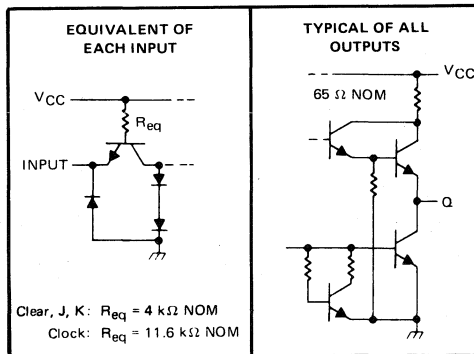 EQUIVALENT OF
EACH INPUT
VCC
Req
INPUT
Clear, J, K: Req = 4 kΩ NOM
Clock: Req = 11.6 kΩ NOM
TYPICAL OF ALL
OUTPUTS
VCC
65 Ω NOM
Q